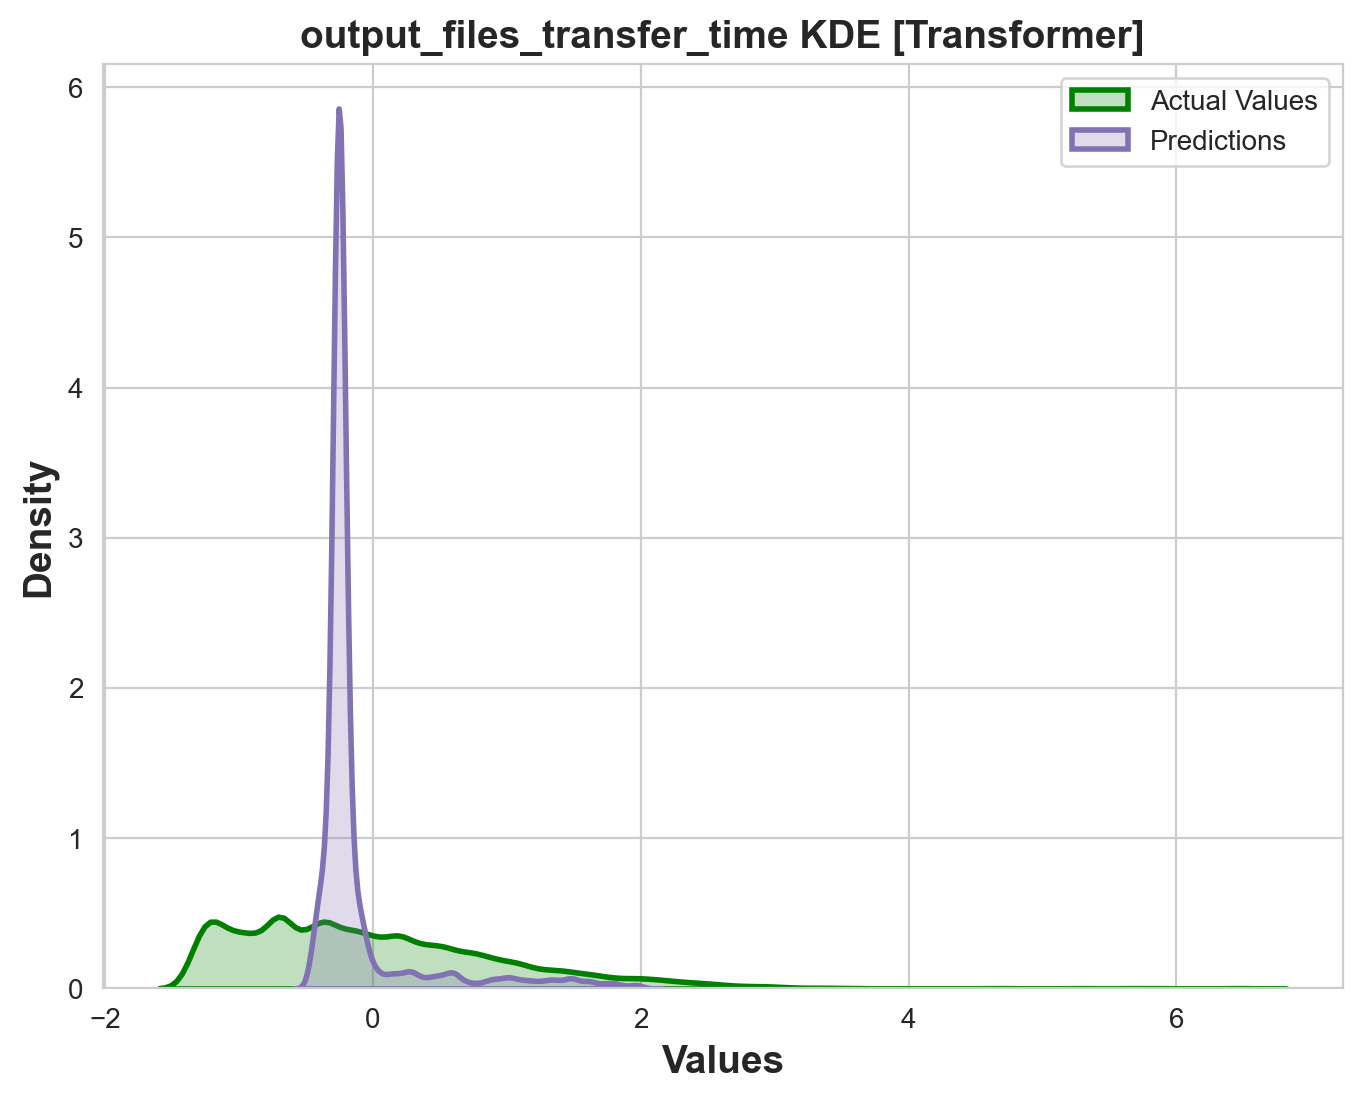 output_files_transfer_time KDE [Transformer]
Actual Values
Predictions
6
5
4
3
2
1
0
Density
−2
0
2
4
6
Values